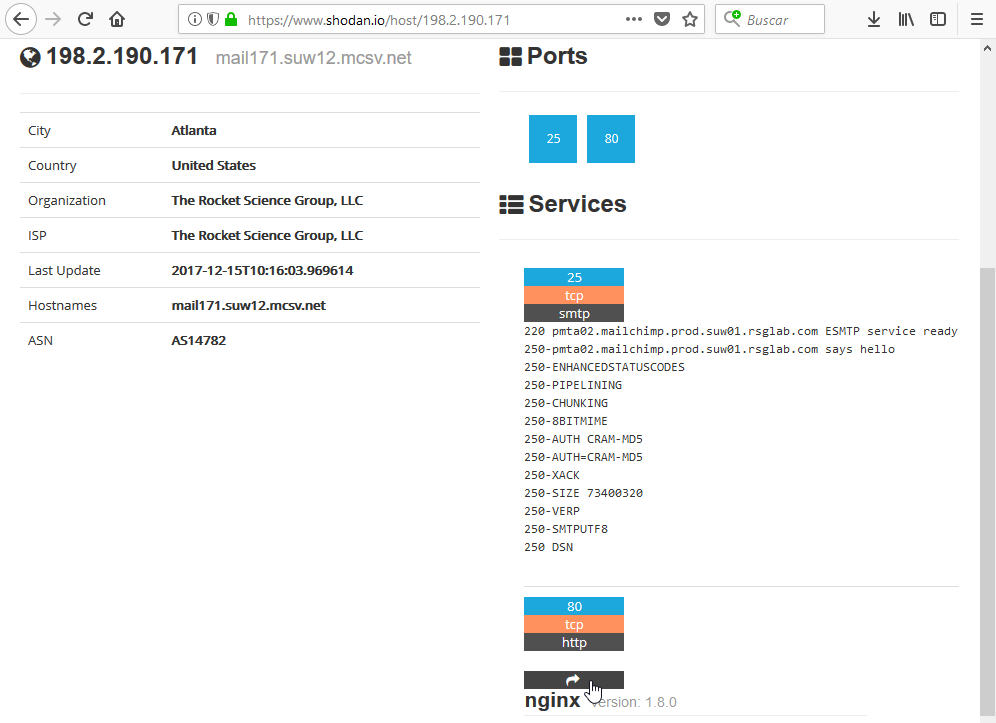 https://www.shodan.io/host/198.2.190.171
Buscar
198.2.190.171 mail171.suw12.mcsv.net
City Atlanta
Country United States
Organization The Rocket Science Group, LLC
ISP The Rocket Science Group, LLC
Last Update 2017-12-15T10:16:03.969614
Hostnames mail171.suw12.mcsv.net
ASN AS14782
Ports
25 80
Services
25
tcp
smtp
220 pmta02.mailchimp.prod.suw01.rsglab.com ESMTP service ready
250-pmta02.mailchimp.prod.suw01.rsglab.com says hello
250-ENHANCEDSTATUSCODES
250-PIPELINING
250-CHUNKING
250-8BITMIME
250-AUTH CRAM-MD5
250-AUTH=CRAM-MD5
250-XACK
250-SIZE 73400320
250-VERP
250-SMTPUTF8
250 DSN
80
tcp
http
nginx Version: 1.8.0